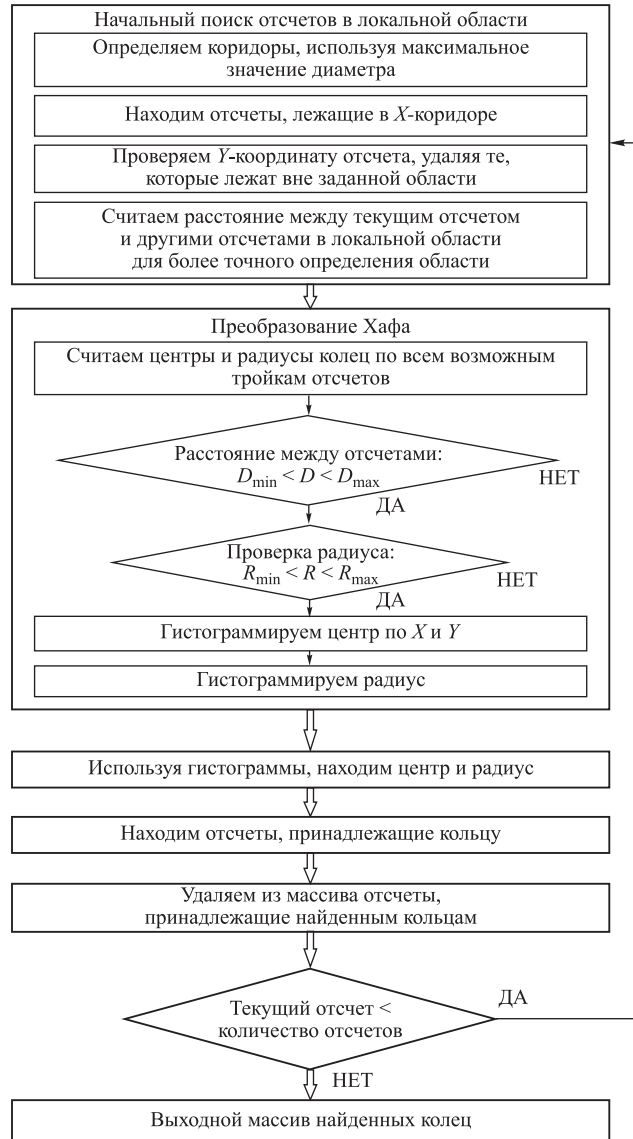 Начальный поиск отсчетов в локальной области
Определяем коридоры, используя максимальное
значение диаметра
Находим отсчеты, лежащие в X-коридоре
Проверяем Y-координату отсчета, удаляя те,
которые лежат вне заданной области
Считаем расстояние между текущим отсчетом
и другими отсчетами в локальной области
для более точного определения области
Преобразование Хафа
Считаем центры и радиусы колец по всем возможным
тройкам отсчетов
Расстояние между отсчетами:
D_min < D < D_max
НЕТ
ДА
Проверка радиуса:
R_min < R < R_max
НЕТ
ДА
Гистограммируем центр по X и Y
Гистограммируем радиус
Используя гистограммы, находим центр и радиус
Находим отсчеты, принадлежащие кольцу
Удаляем из массива отсчеты,
принадлежащие найденным кольцам
ДА
Текущий отсчет <
количество отсчетов
НЕТ
Выходной массив найденных колец